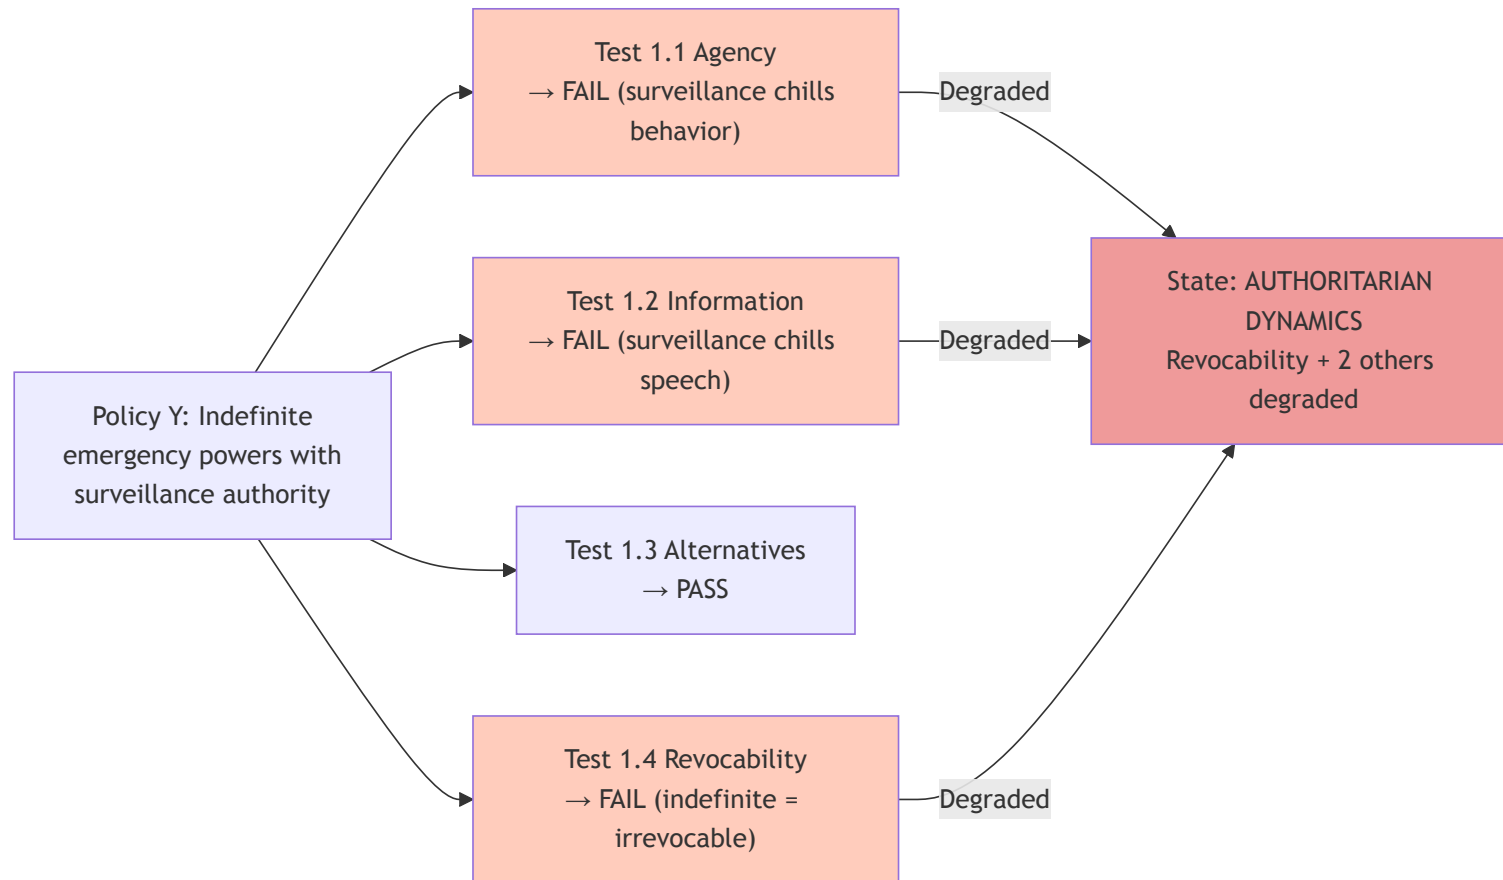 Test 1.1 Agency
→ FAIL (surveillance chills
behavior)
Degraded
Test 1.2 Information
→ FAIL (surveillance chills
speech)
Degraded
State: AUTHORITARIAN
DYNAMICS
Revocability + 2 others
degraded
Policy Y: Indefinite
emergency powers with
surveillance authority
Test 1.3 Alternatives
→ PASS
Test 1.4 Revocability
→ FAIL (indefinite =
irrevocable)
Degraded